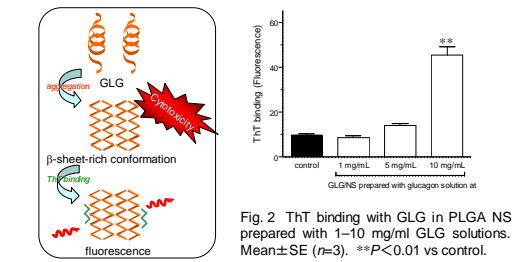 GLG
aggregation
Cytotoxicity
β-sheet-rich conformation
ThT binding
fluorescence
ThT binding (Fluorescence)
60
40
20
0
**
control
1 mg/mL
5 mg/mL
10 mg/mL
GLG/NS prepared with glucagon solution at
Fig. 2 ThT binding with GLG in PLGA NS
prepared with 1–10 mg/ml GLG solutions.
Mean±SE (n=3). **P<0.01 vs control.